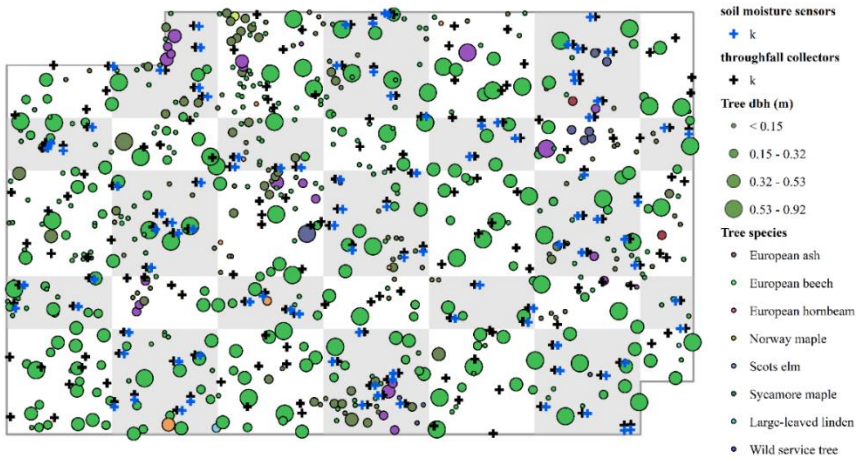 soil moisture sensors
k
throughfall collectors
k
Tree dbh (m)
< 0.15
0.15 - 0.32
0.32 - 0.53
0.53 - 0.92
Tree species
European ash
European beech
European hornbeam
Norway maple
Scots elm
Sycamore maple
Large-leaved linden
Wild service tree